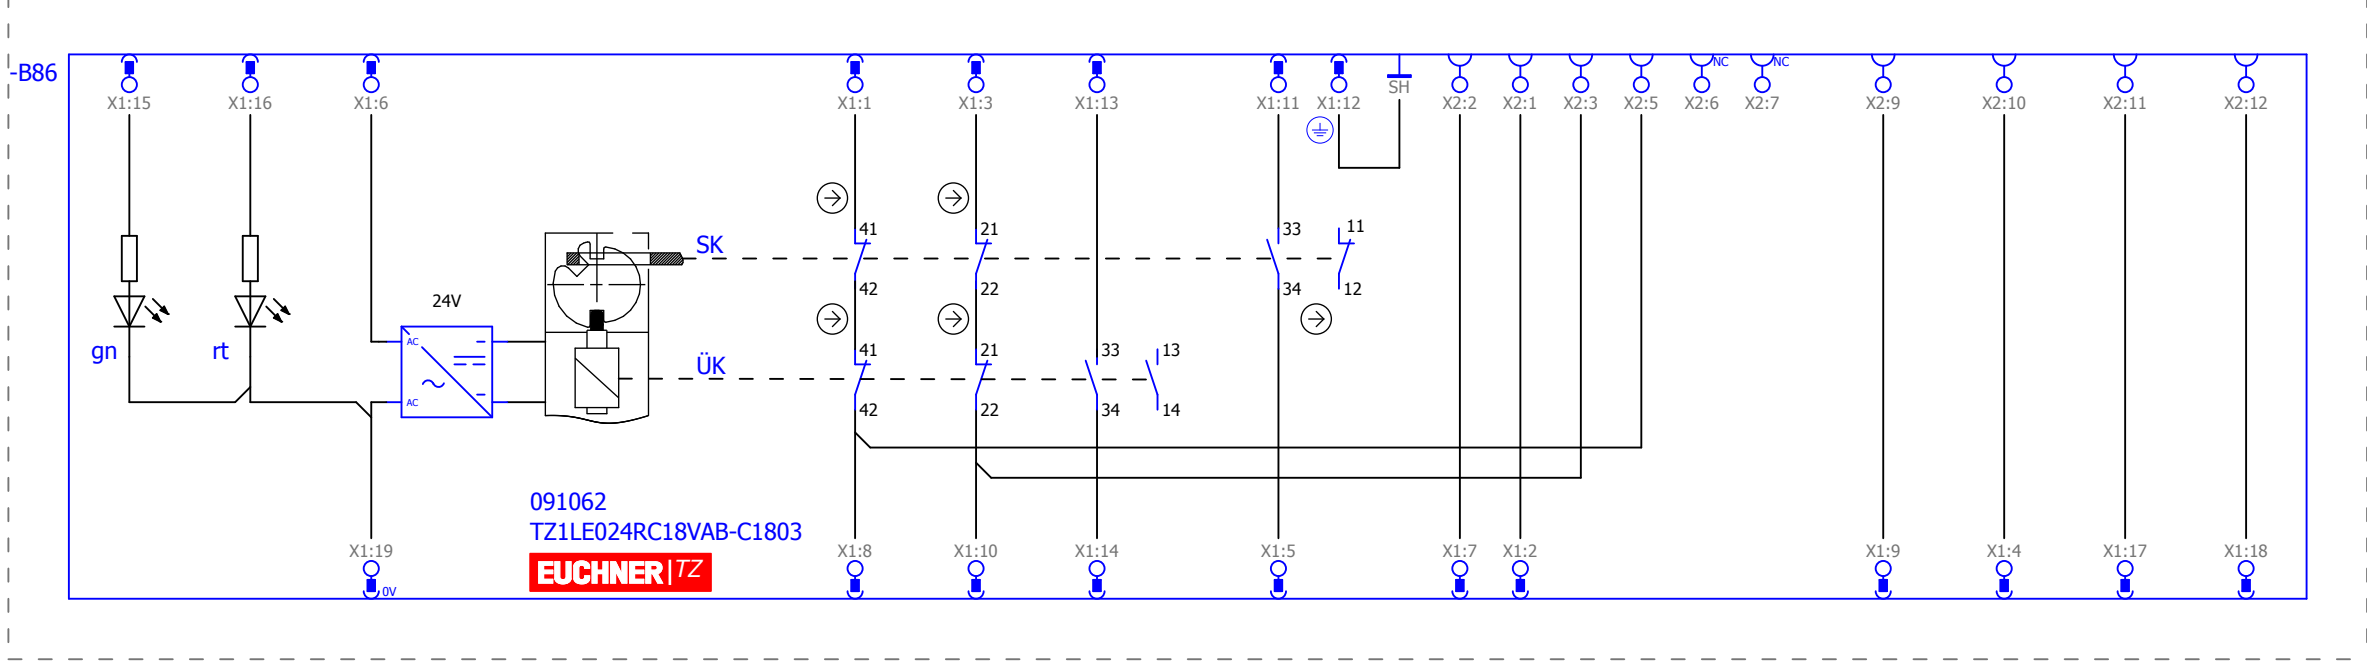 -B86
X1:15 X1:16 X1:6 X1:1 X1:3 X1:13 X1:11 X1:12 SH X2:2 X2:1 X2:3 X2:5 NC X2:6 NC X2:7 X2:9 X2:10 X2:11 X2:12
41 21 33 11
SK
42 22 34 12
24V
gn rt AC
ÜK
41 21 33 13
AC
42 22 34 14
091062
TZ1LE024RC18VAB-C1803
EUCHNER|TZ
X1:19 X1:8 X1:10 X1:14 X1:5 X1:7 X1:2 X1:9 X1:4 X1:17 X1:18
0V